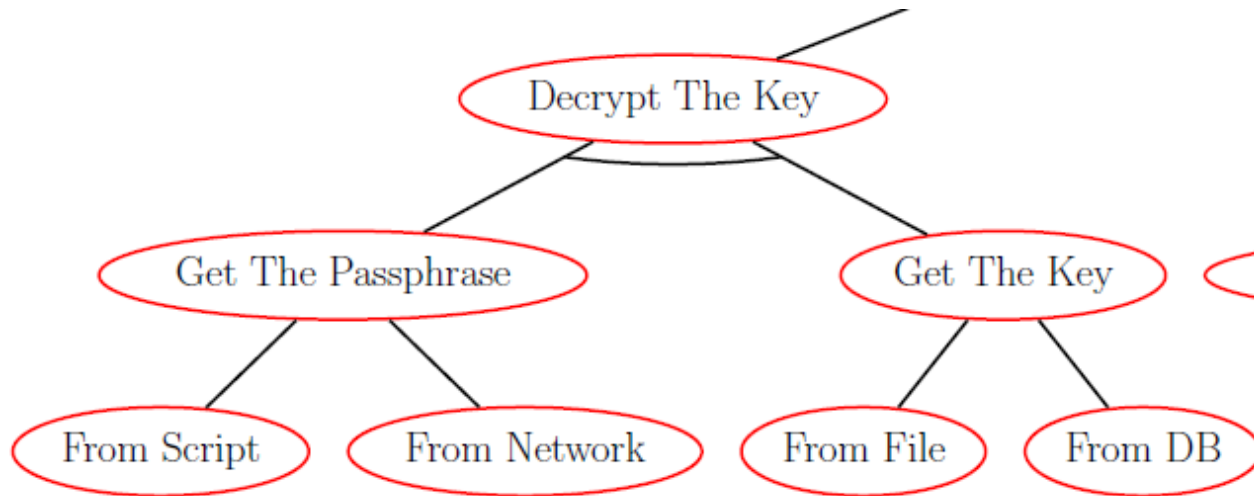 Decrypt The Key
Get The Passphrase
Get The Key
From Script
From Network
From File
From DB